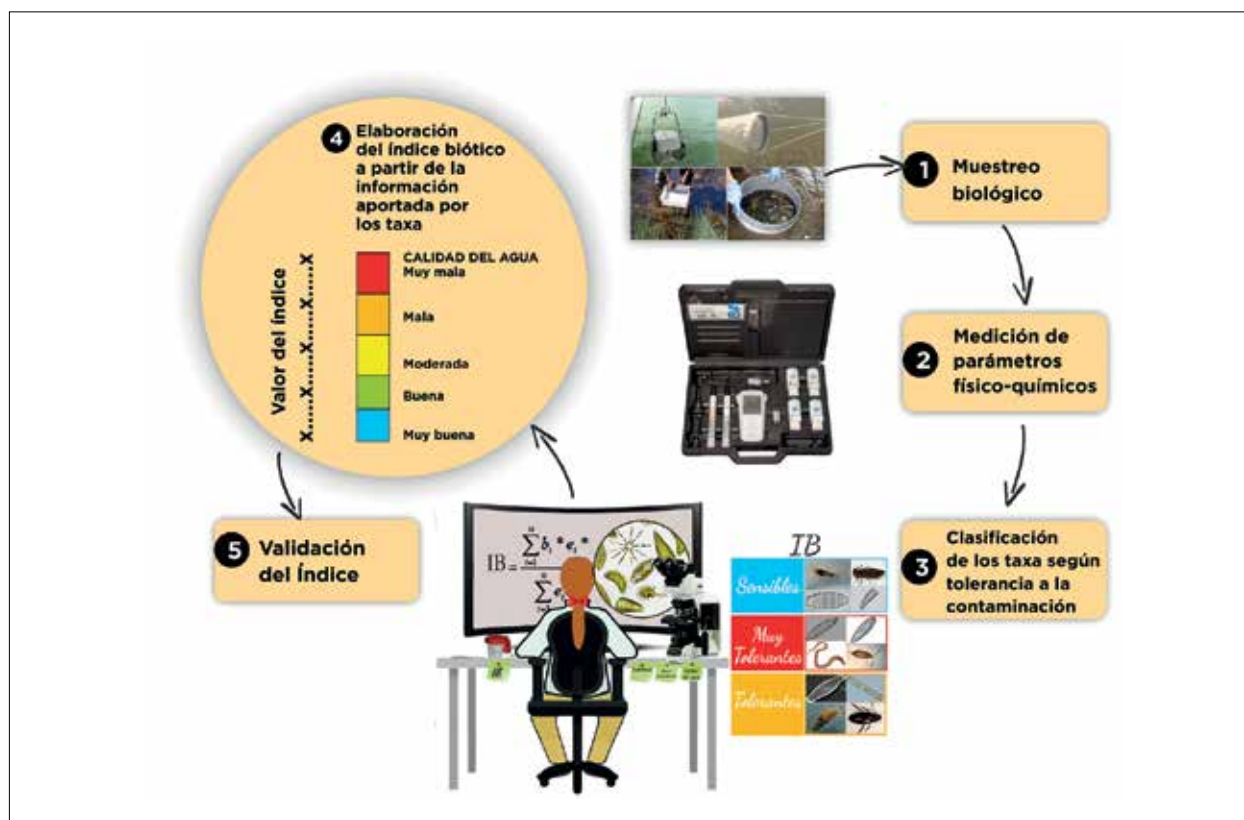 1 Muestreo
biológico
2 Medición de
parámetros
físico-químicos
3 Clasificación
de los taxa según
tolerancia a la
contaminación
IB
Sensibles
Muy
Tolerantes
Tolerantes
IB =
4 Elaboración
del índice biótico
a partir de la
información
aportada por
los taxa
Valor del índice
X......X......X......X......X
CALIDAD DEL AGUA
Muy mala
Mala
Moderada
Buena
Muy buena
5 Validación
del Índice